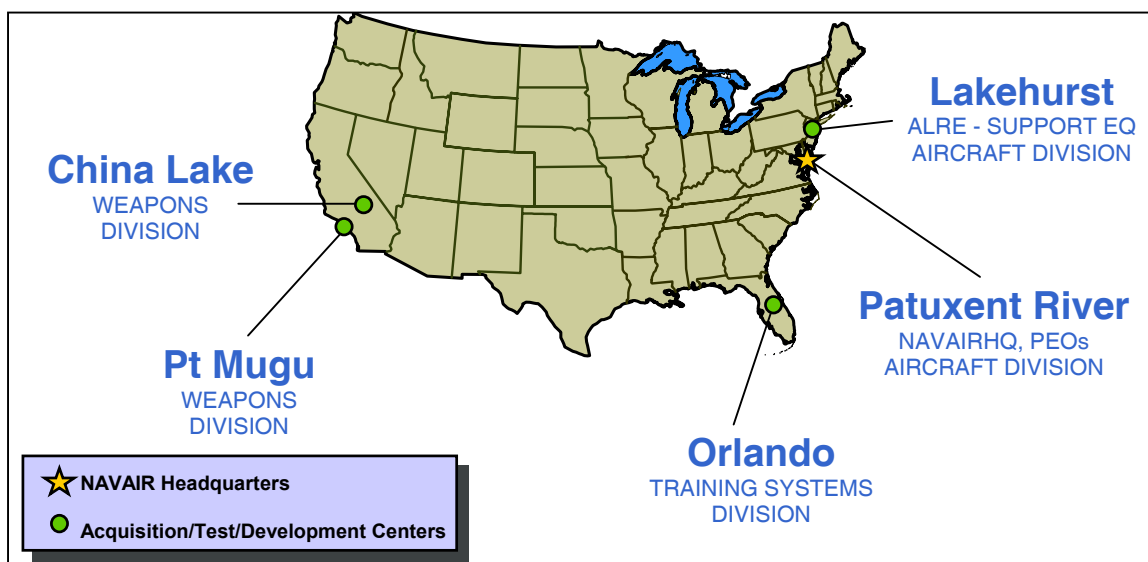 Lakehurst
ALRE - SUPPORT EQ
AIRCRAFT DIVISION
China Lake
WEAPONS
DIVISION
Patuxent River
NAVAIRHQ, PEOs
AIRCRAFT DIVISION
Pt Mugu
WEAPONS
DIVISION
Orlando
TRAINING SYSTEMS
DIVISION
NAVAIR Headquarters
Acquisition/Test/Development Centers